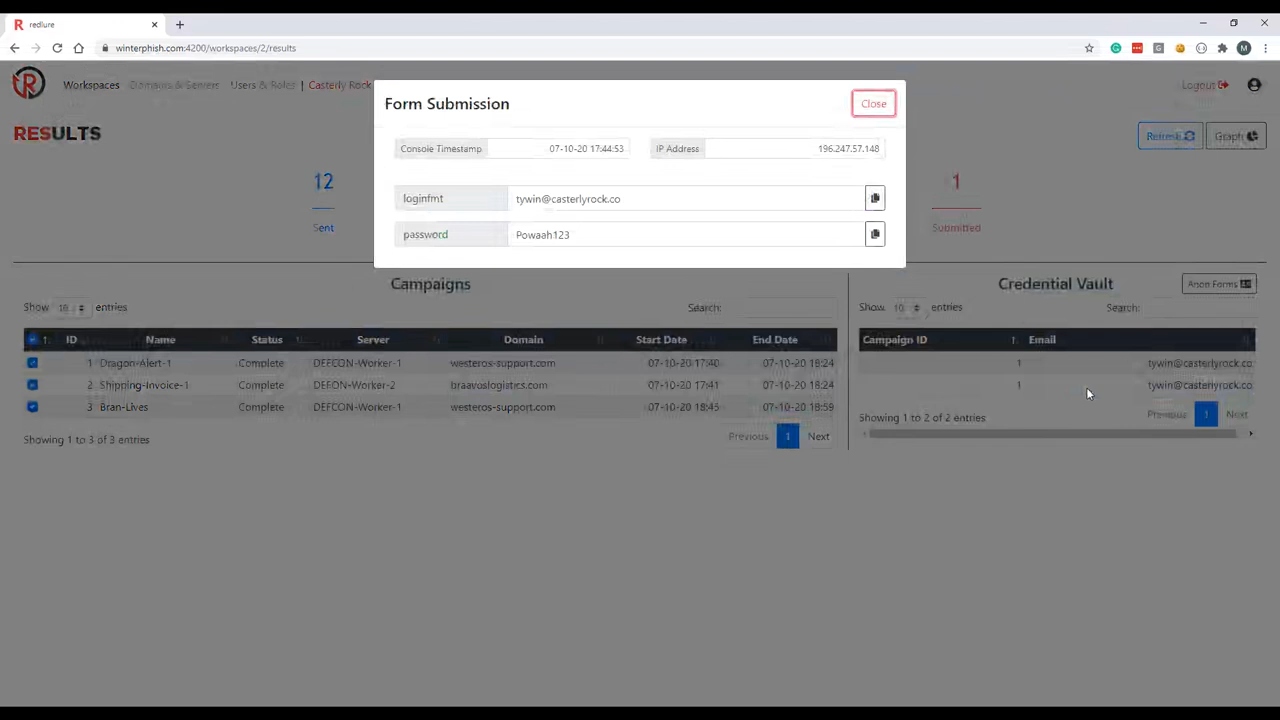 redlure
winterphish.com:4200/workspaces/2/results
Workspaces Domains & Servers Users & Roles | Casterly Rock Logout
RESULTS
Refresh Graph
12
Sent
1
Submitted
Form Submission
Close
Console Timestamp 07-10-20 17:44:53 IP Address 196.247.57.148
loginfmt tywin@casterlyrock.co
password Powaah123
Campaigns
Show 10 entries Search:
ID Name Status Server Domain Start Date End Date
1 Dragon-Alert-1 Complete DEFCON-Worker-1 westeros-support.com 07-10-20 17:40 07-10-20 18:24
2 Shipping-Invoice-1 Complete DEFCON-Worker-2 braavoslogistics.com 07-10-20 17:41 07-10-20 18:24
3 Bran-Lives Complete DEFCON-Worker-1 westeros-support.com 07-10-20 18:45 07-10-20 18:59
Showing 1 to 3 of 3 entries Previous 1 Next
Credential Vault
Anon Forms
Show 10 entries Search:
Campaign ID Email
1 tywin@casterlyrock.co
1 tywin@casterlyrock.co
Showing 1 to 2 of 2 entries Previous 1 Next